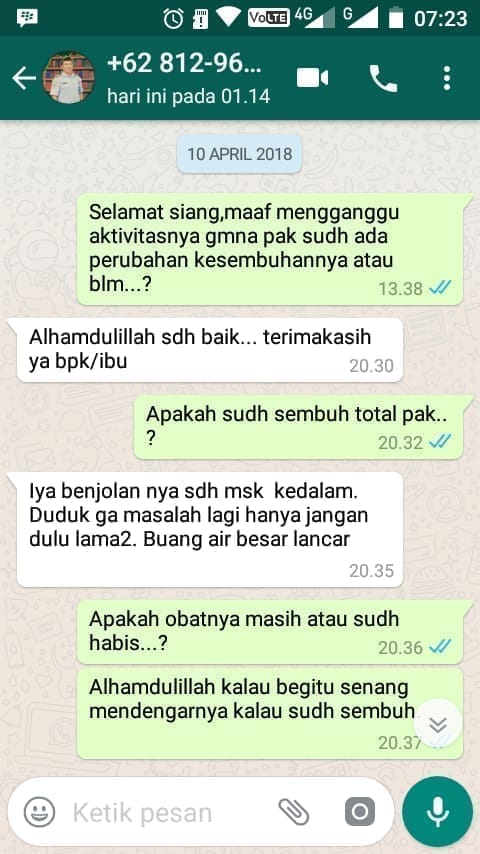 VoLTE 4G G 07:23
+62 812-96...
hari ini pada 01.14
10 APRIL 2018
Selamat siang,maaf mengganggu
aktivitasnya gmna pak sudh ada
perubahan kesembuhannya atau
blm...?
13.38
Alhamdulillah sdh baik... terimakasih
ya bpk/ibu
20.30
Apakah sudh sembuh total pak..
?
20.32
Iya benjolan nya sdh msk kedalam.
Duduk ga masalah lagi hanya jangan
dulu lama2. Buang air besar lancar
20.35
Apakah obatnya masih atau sudh
habis...?
20.36
Alhamdulillah kalau begitu senang
mendengarnya kalau sudh sembuh
20.37
Ketik pesan